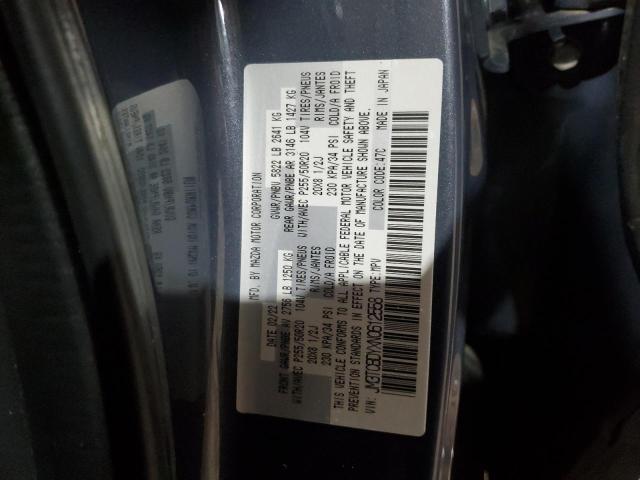 MFD. BY MAZDA MOTOR CORPORATION
DATE 02/22 GVWR/PNBV 5822 LB 2641 KG
FRONT GAWR/PNBE AV 2756 LB 1250 KG REAR GAWR/PNBE AR 3146 LB 1427 KG
WITH/AVEC P255/50R20 104V TIRES/PNEUS WITH/AVEC P255/50R20 104V TIRES/PNEUS
20X8 1/2J RIMS/JANTES 20X8 1/2J RIMS/JANTES
230 KPA/34 PSI COLD/A FROID 230 KPA/34 PSI COLD/A FROID
THIS VEHICLE CONFORMS TO ALL APPLICABLE FEDERAL MOTOR VEHICLE SAFETY AND THEFT
PREVENTION STANDARDS IN EFFECT ON THE DATE OF MANUFACTURE SHOWN ABOVE.
VIN: TYPE:MPV COLOR CODE:47C MADE IN JAPAN